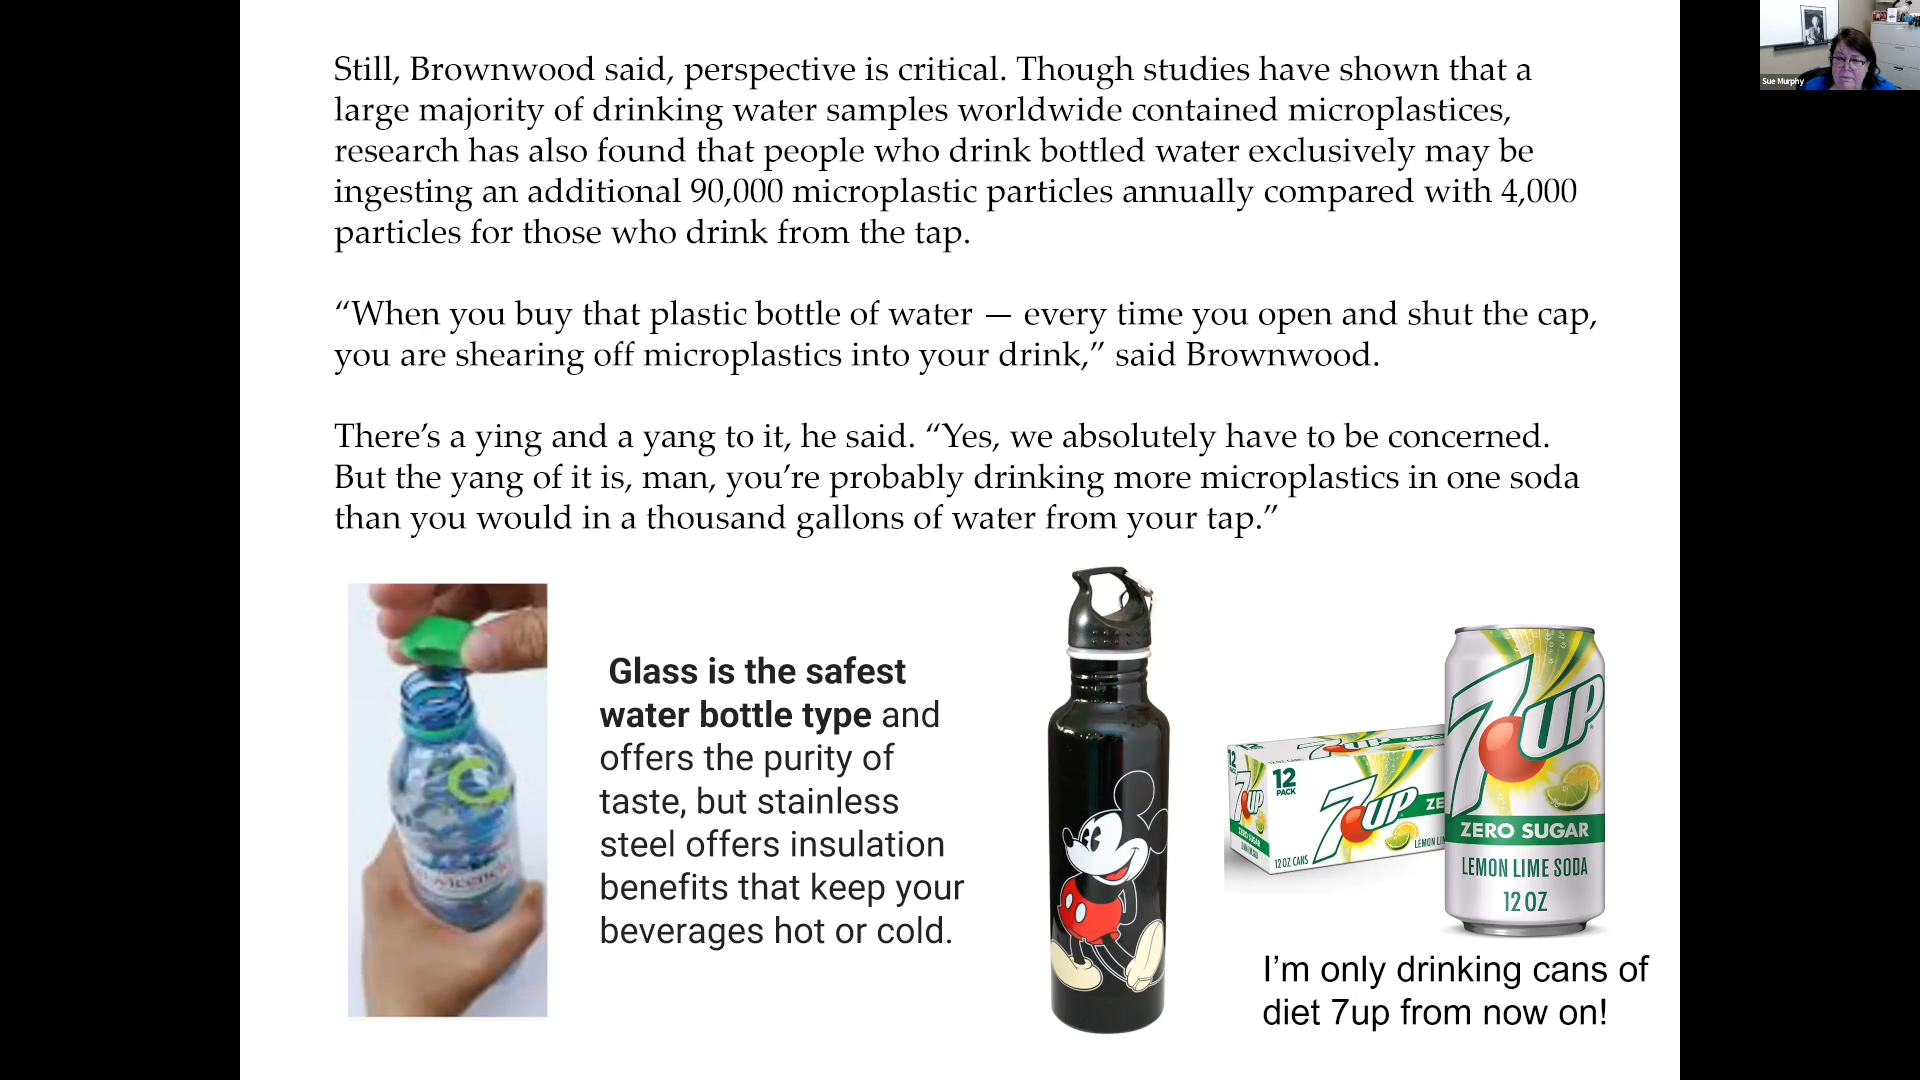 Still, Brownwood said, perspective is critical. Though studies have shown that a
large majority of drinking water samples worldwide contained microplastices,
research has also found that people who drink bottled water exclusively may be
ingesting an additional 90,000 microplastic particles annually compared with 4,000
particles for those who drink from the tap.
“When you buy that plastic bottle of water — every time you open and shut the cap,
you are shearing off microplastics into your drink,” said Brownwood.
There’s a ying and a yang to it, he said. “Yes, we absolutely have to be concerned.
But the yang of it is, man, you’re probably drinking more microplastics in one soda
than you would in a thousand gallons of water from your tap.”
Glass is the safest
water bottle type and
offers the purity of
taste, but stainless
steel offers insulation
benefits that keep your
beverages hot or cold.
12
PACK
7UP
ZE
ZERO SUGAR
12 OZ CANS
LEMON
7UP
ZERO SUGAR
LEMON LIME SODA
12 OZ
I’m only drinking cans of
diet 7up from now on!
Sue Murphy